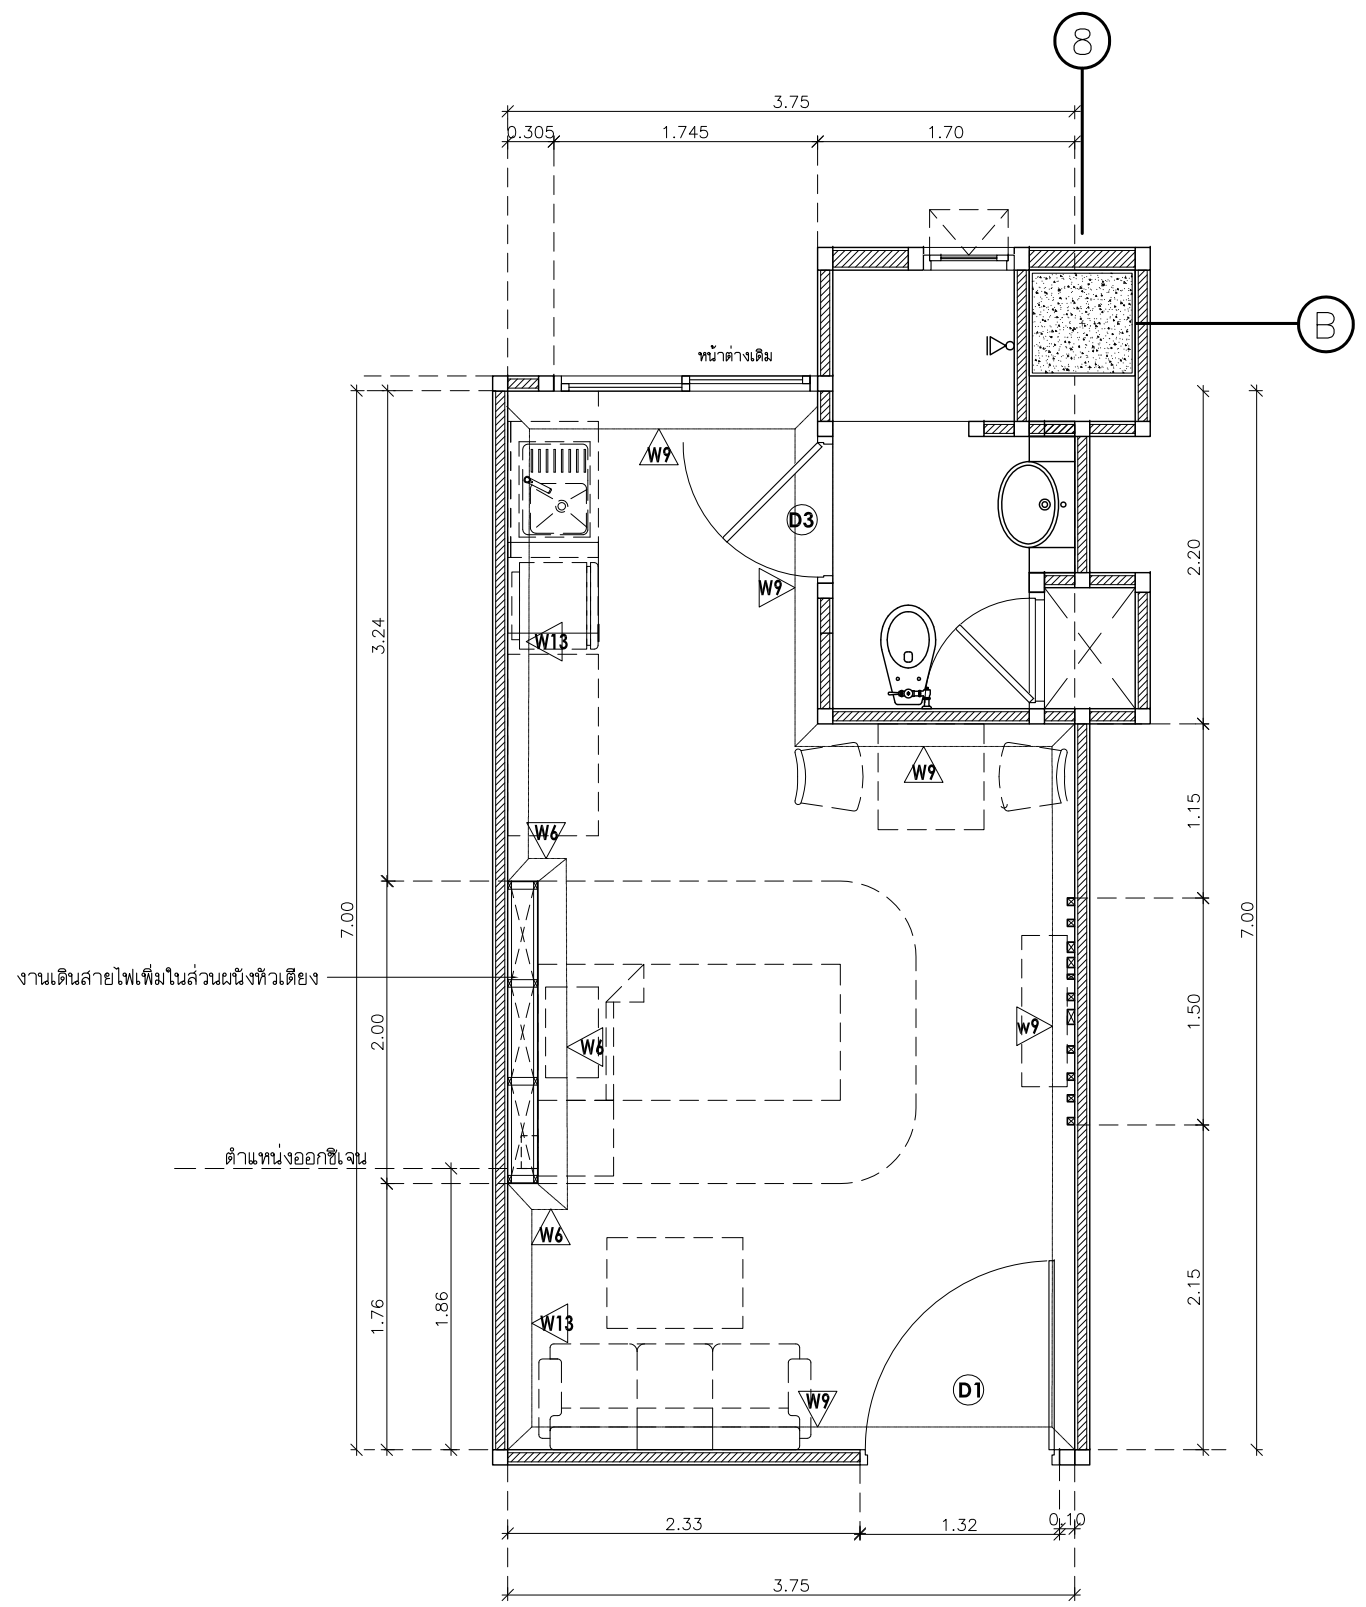 8
3.75
0.305
1.745
1.70
B
หน้าต่างเดิม
W9
D3
2.20
W9
3.24
W13
W9
1.15
W6
7.00
7.00
งานเดินสายไฟเพิ่มในส่วนผนังหัวเตียง
2.00
W6
w9
1.50
ตำแหน่งออกซิเจน
W6
1.76
1.86
W13
2.15
W9
D1
2.33
1.32
0.10
3.75